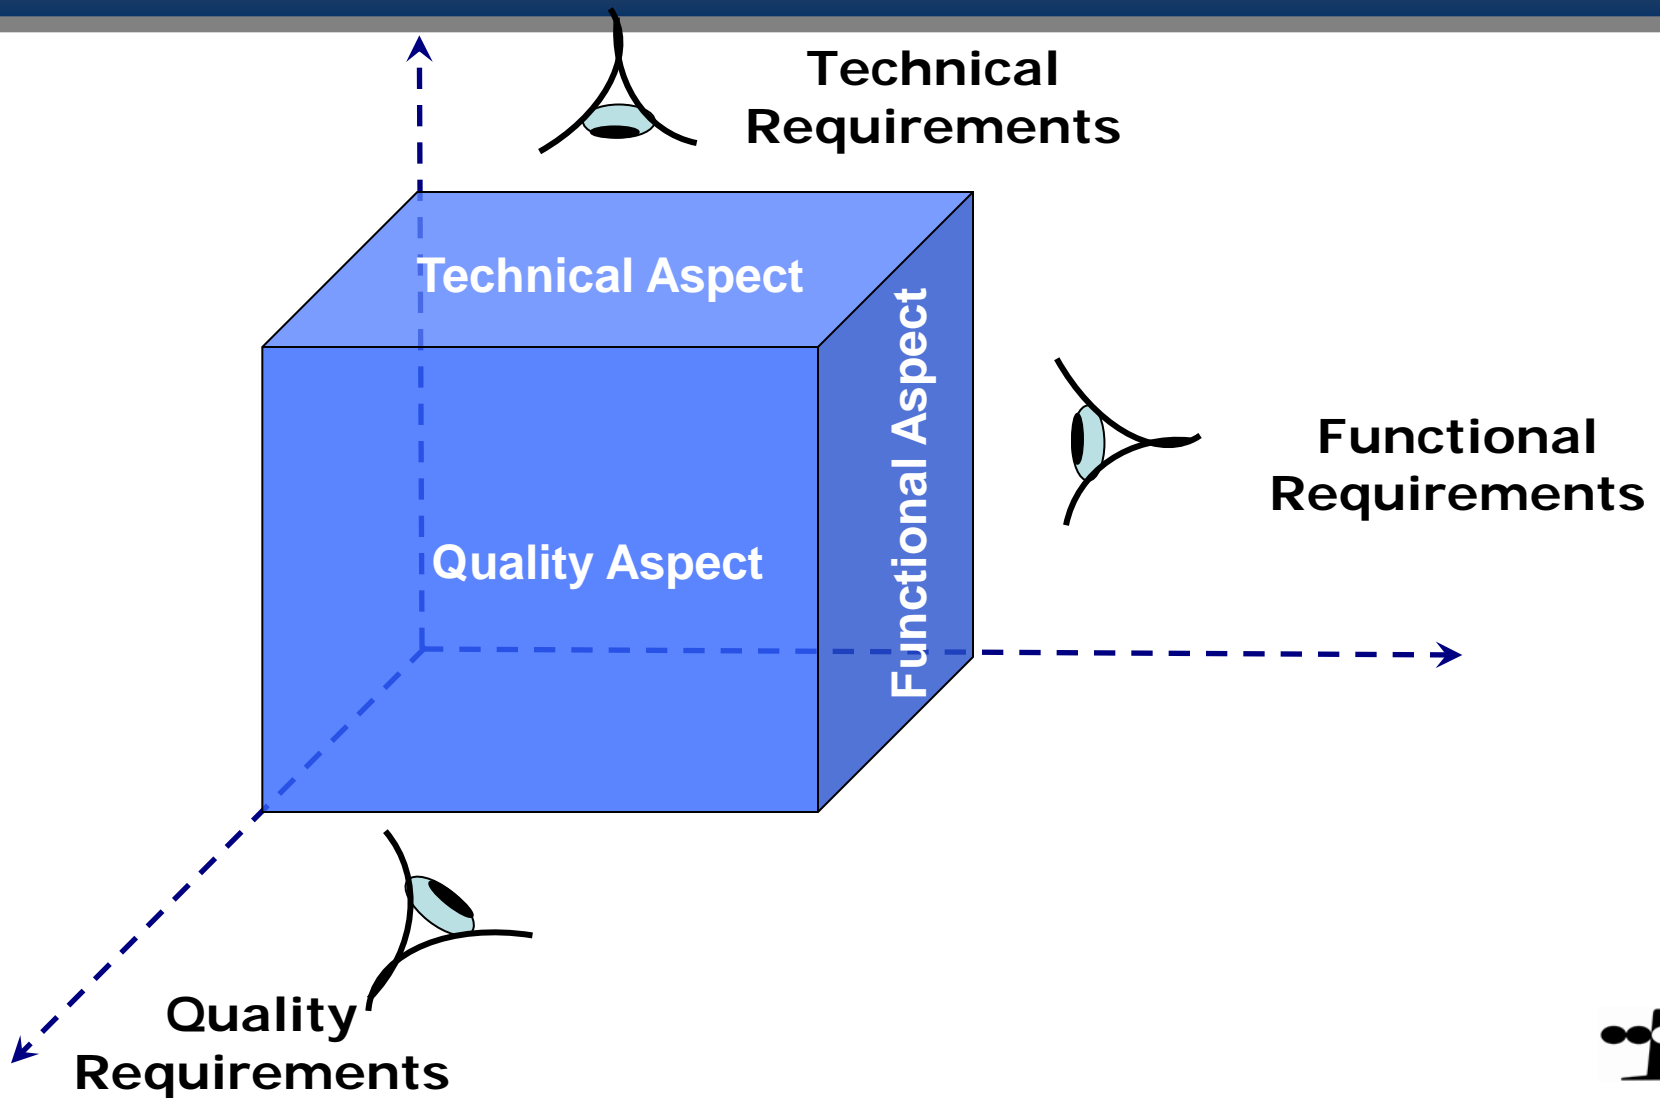 Technical
Requirements
Technical Aspect
Functional Aspect
Functional
Requirements
Quality Aspect
Quality
Requirements